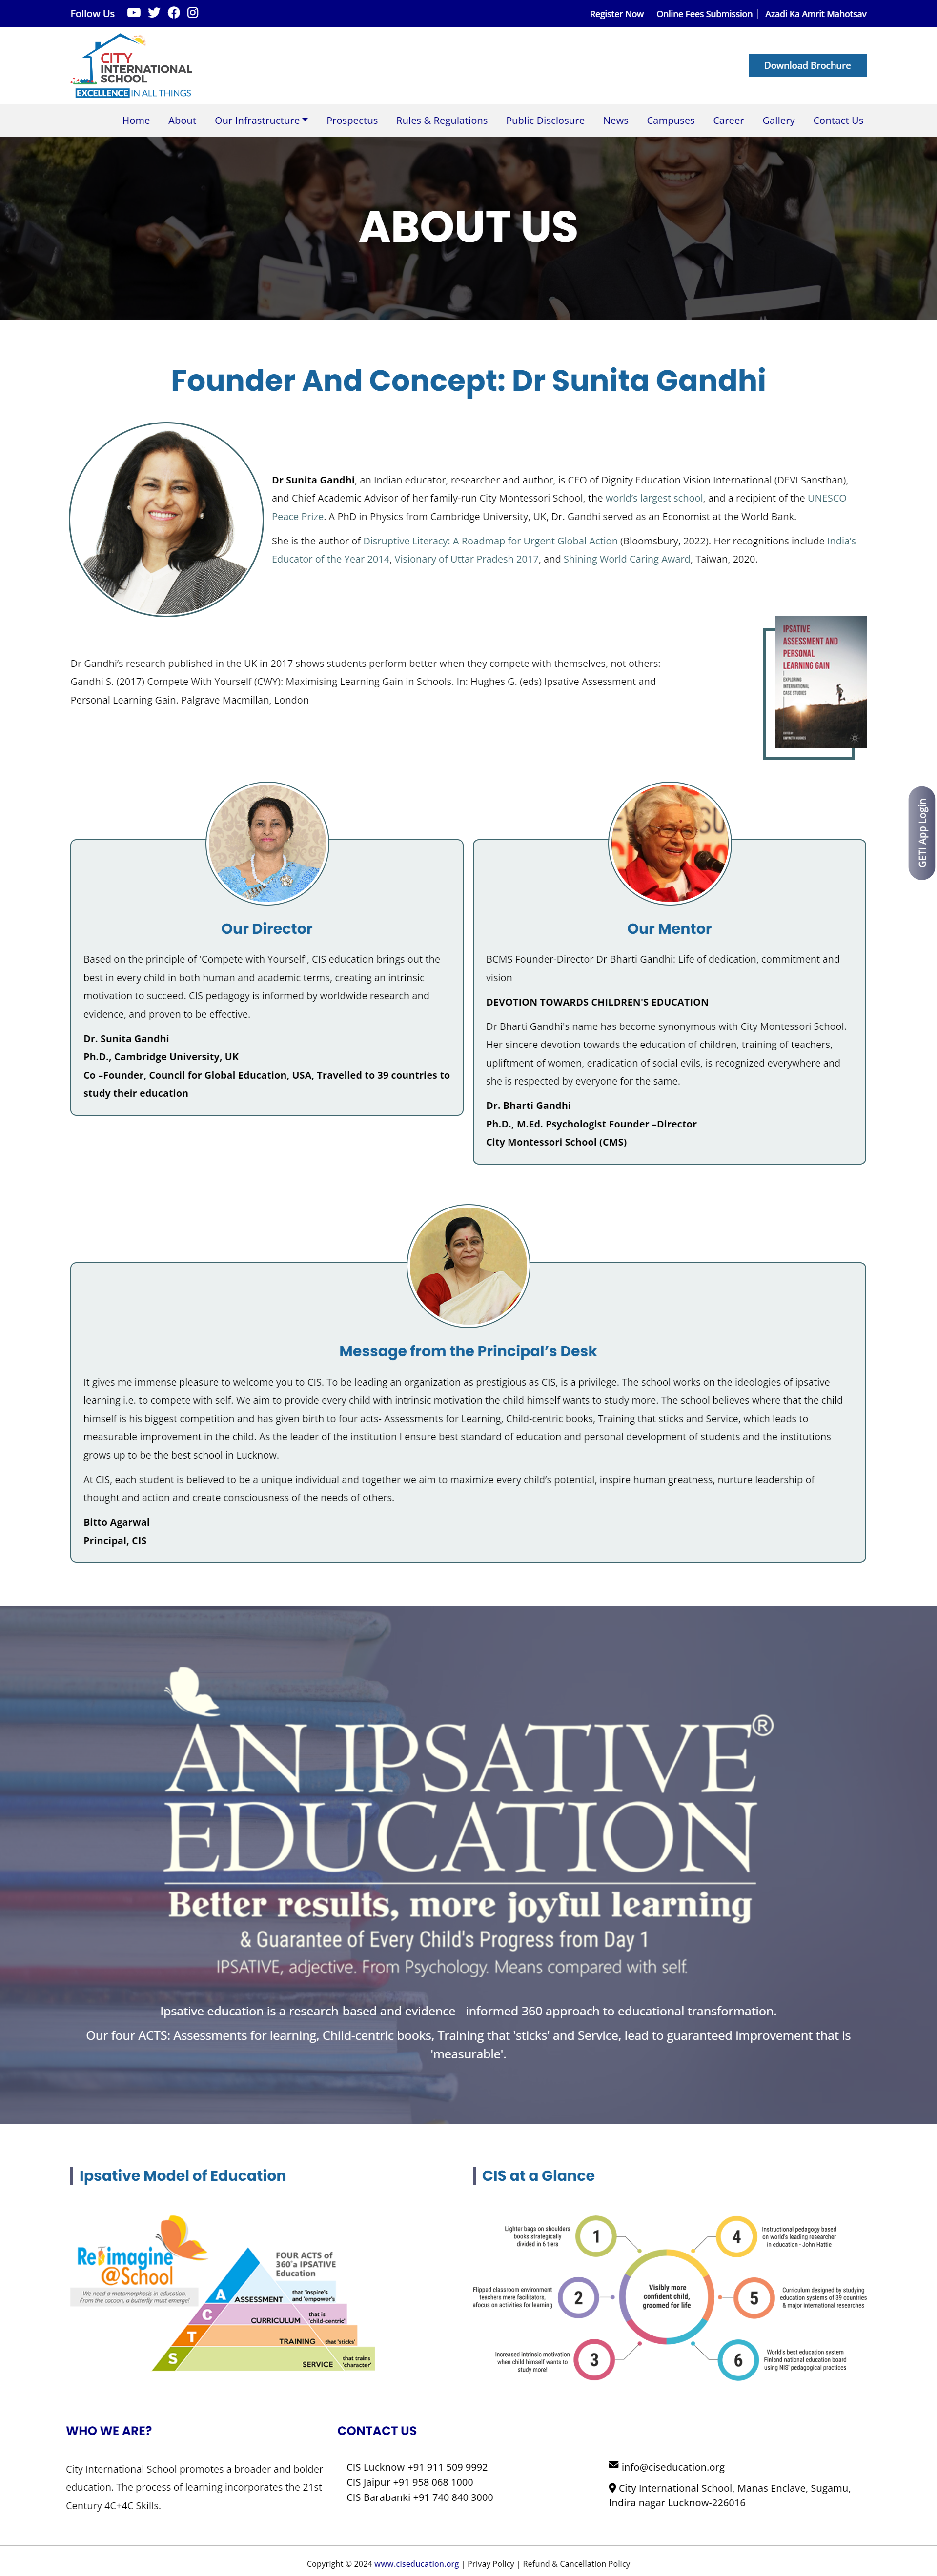 Follow Us
Register Now
Online Fees Submission
Azadi Ka Amrit Mahotsav
CITY
INTERNATIONAL
SCHOOL
EXCELLENCE IN ALL THINGS
Download Brochure
Home
About
Our Infrastructure
Prospectus
Rules & Regulations
Public Disclosure
News
Campuses
Career
Gallery
Contact Us
ABOUT US
Founder And Concept: Dr Sunita Gandhi
Dr Sunita Gandhi, an Indian educator, researcher and author, is CEO of Dignity Education Vision International (DEVI Sansthan),
and Chief Academic Advisor of her family-run City Montessori School, the world's largest school, and a recipient of the UNESCO
Peace Prize. A PhD in Physics from Cambridge University, UK, Dr. Gandhi served as an Economist at the World Bank.
She is the author of Disruptive Literacy: A Roadmap for Urgent Global Action (Bloomsbury, 2022). Her recognitions include India's
Educator of the Year 2014, Visionary of Uttar Pradesh 2017, and Shining World Caring Award, Taiwan, 2020.
Dr Gandhi's research published in the UK in 2017 shows students perform better when they compete with themselves, not others:
Gandhi S. (2017) Compete With Yourself (CWY): Maximising Learning Gain in Schools. In: Hughes G. (eds) Ipsative Assessment and
Personal Learning Gain. Palgrave Macmillan, London
IPSATIVE
ASSESSMENT AND
PERSONAL
LEARNING GAIN
EXPLORING
INTERNATIONAL
CASE STUDIES
GWYNETH HUGHES
GETI App Login
Our Director
Based on the principle of 'Compete with Yourself', CIS education brings out the
best in every child in both human and academic terms, creating an intrinsic
motivation to succeed. CIS pedagogy is informed by worldwide research and
evidence, and proven to be effective.
Dr. Sunita Gandhi
Ph.D., Cambridge University, UK
Co –Founder, Council for Global Education, USA, Travelled to 39 countries to
study their education
Our Mentor
BCMS Founder-Director Dr Bharti Gandhi: Life of dedication, commitment and
vision
DEVOTION TOWARDS CHILDREN'S EDUCATION
Dr Bharti Gandhi's name has become synonymous with City Montessori School.
Her sincere devotion towards the education of children, training of teachers,
upliftment of women, eradication of social evils, is recognized everywhere and
she is respected by everyone for the same.
Dr. Bharti Gandhi
Ph.D., M.Ed. Psychologist Founder –Director
City Montessori School (CMS)
Message from the Principal's Desk
It gives me immense pleasure to welcome you to CIS. To be leading an organization as prestigious as CIS, is a privilege. The school works on the ideologies of ipsative
learning i.e. to compete with self. We aim to provide every child with intrinsic motivation the child himself wants to study more. The school believes where that the child
himself is his biggest competition and has given birth to four acts- Assessments for Learning, Child-centric books, Training that sticks and Service, which leads to
measurable improvement in the child. As the leader of the institution I ensure best standard of education and personal development of students and the institutions
grows up to be the best school in Lucknow.
At CIS, each student is believed to be a unique individual and together we aim to maximize every child's potential, inspire human greatness, nurture leadership of
thought and action and create consciousness of the needs of others.
Bitto Agarwal
Principal, CIS
AN IPSATIVE®
EDUCATION
Better results, more joyful learning
& Guarantee of Every Child's Progress from Day 1
IPSATIVE, adjective. From Psychology. Means compared with self.
Ipsative education is a research-based and evidence - informed 360 approach to educational transformation.
Our four ACTS: Assessments for learning, Child-centric books, Training that 'sticks' and Service, lead to guaranteed improvement that is
'measurable'.
Ipsative Model of Education
Reimagine
@School
We need a metamorphosis in education.
From the cocoon, a butterfly must emerge!
FOUR ACTS of
360°a IPSATIVE
Education
A ASSESSMENT that 'inspire's and 'empower's
C CURRICULUM that is 'child-centric'
T TRAINING that 'sticks'
S SERVICE that trains 'character'
CIS at a Glance
Lighter bags on shoulders
books strategically
divided in 6 tiers
1
Flipped classroom environment
teachers mere facilitators,
afocus on activities for learning
2
Increased intrinsic motivation
when child himself wants to
study more!
3
Visibly more
confident child,
groomed for life
4
Instructional pedagogy based
on world's leading researcher
in education - John Hattie
5
Curriculum designed by studying
education systems of 39 countries
& major international researches
6
World's best education system
Finland national education board
using NIS' pedagogical practices
WHO WE ARE?
City International School promotes a broader and bolder
education. The process of learning incorporates the 21st
Century 4C+4C Skills.
CONTACT US
CIS Lucknow +91 911 509 9992
CIS Jaipur +91 958 068 1000
CIS Barabanki +91 740 840 3000
info@ciseducation.org
City International School, Manas Enclave, Sugamu,
Indira nagar Lucknow-226016
Copyright © 2024 www.ciseducation.org | Privay Policy | Refund & Cancellation Policy